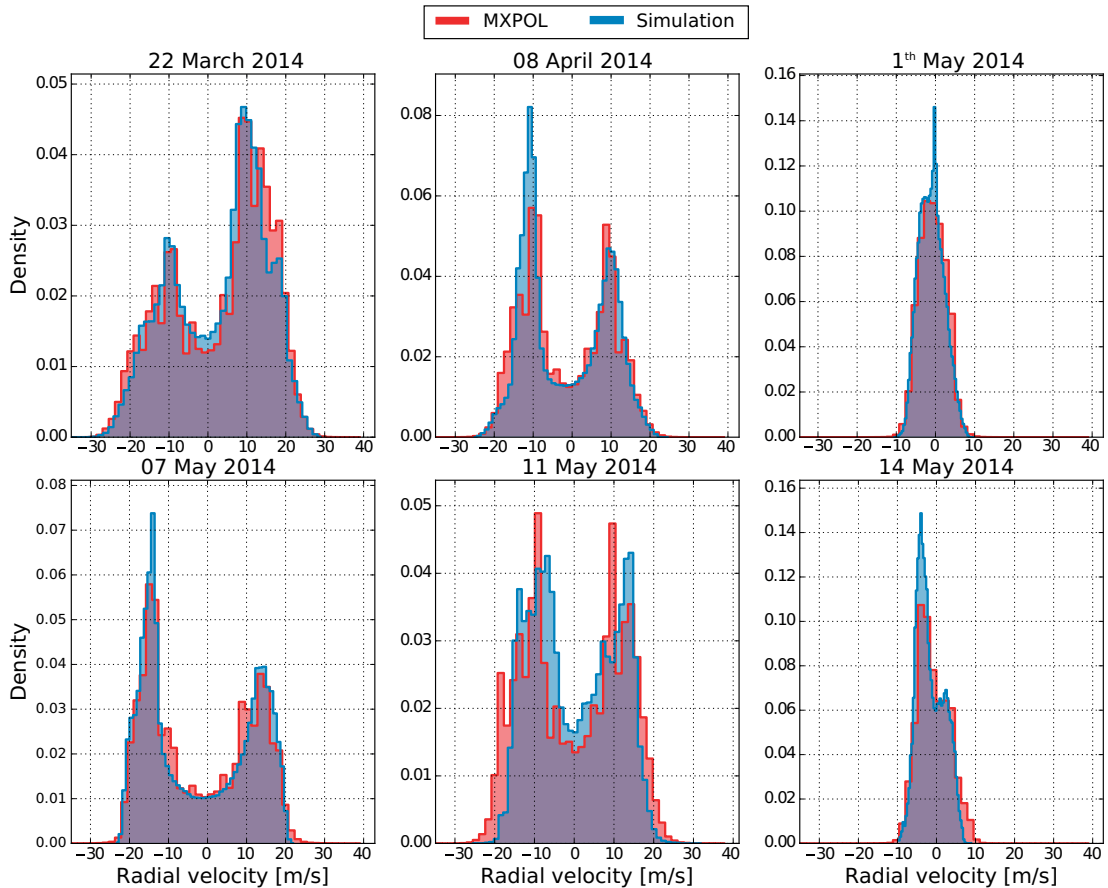 MXPOL Simulation
22 March 2014
08 April 2014
1th May 2014
Density
0.05
0.04
0.03
0.02
0.01
0.00
−30 −20 −10 0 10 20 30 40
0.08
0.06
0.04
0.02
0.00
−30 −20 −10 0 10 20 30 40
0.16
0.14
0.12
0.10
0.08
0.06
0.04
0.02
0.00
−30 −20 −10 0 10 20 30 40
07 May 2014
11 May 2014
14 May 2014
Density
0.08
0.07
0.06
0.05
0.04
0.03
0.02
0.01
0.00
−30 −20 −10 0 10 20 30 40
Radial velocity [m/s]
0.05
0.04
0.03
0.02
0.01
0.00
−30 −20 −10 0 10 20 30 40
Radial velocity [m/s]
0.16
0.14
0.12
0.10
0.08
0.06
0.04
0.02
0.00
−30 −20 −10 0 10 20 30 40
Radial velocity [m/s]